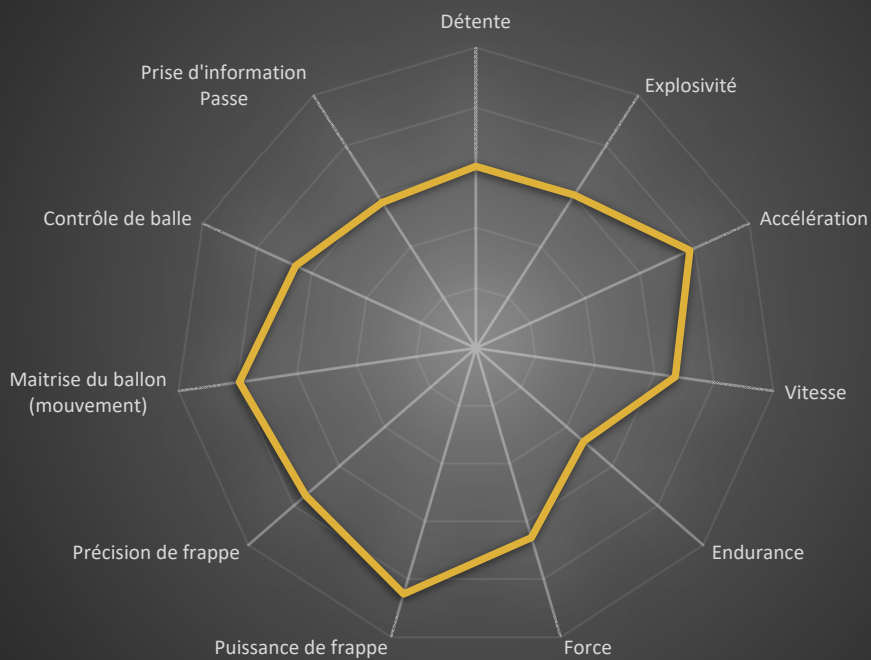 Détente
Explosivité
Accélération
Vitesse
Endurance
Force
Puissance de frappe
Précision de frappe
Maitrise du ballon
(mouvement)
Contrôle de balle
Prise d'information
Passe